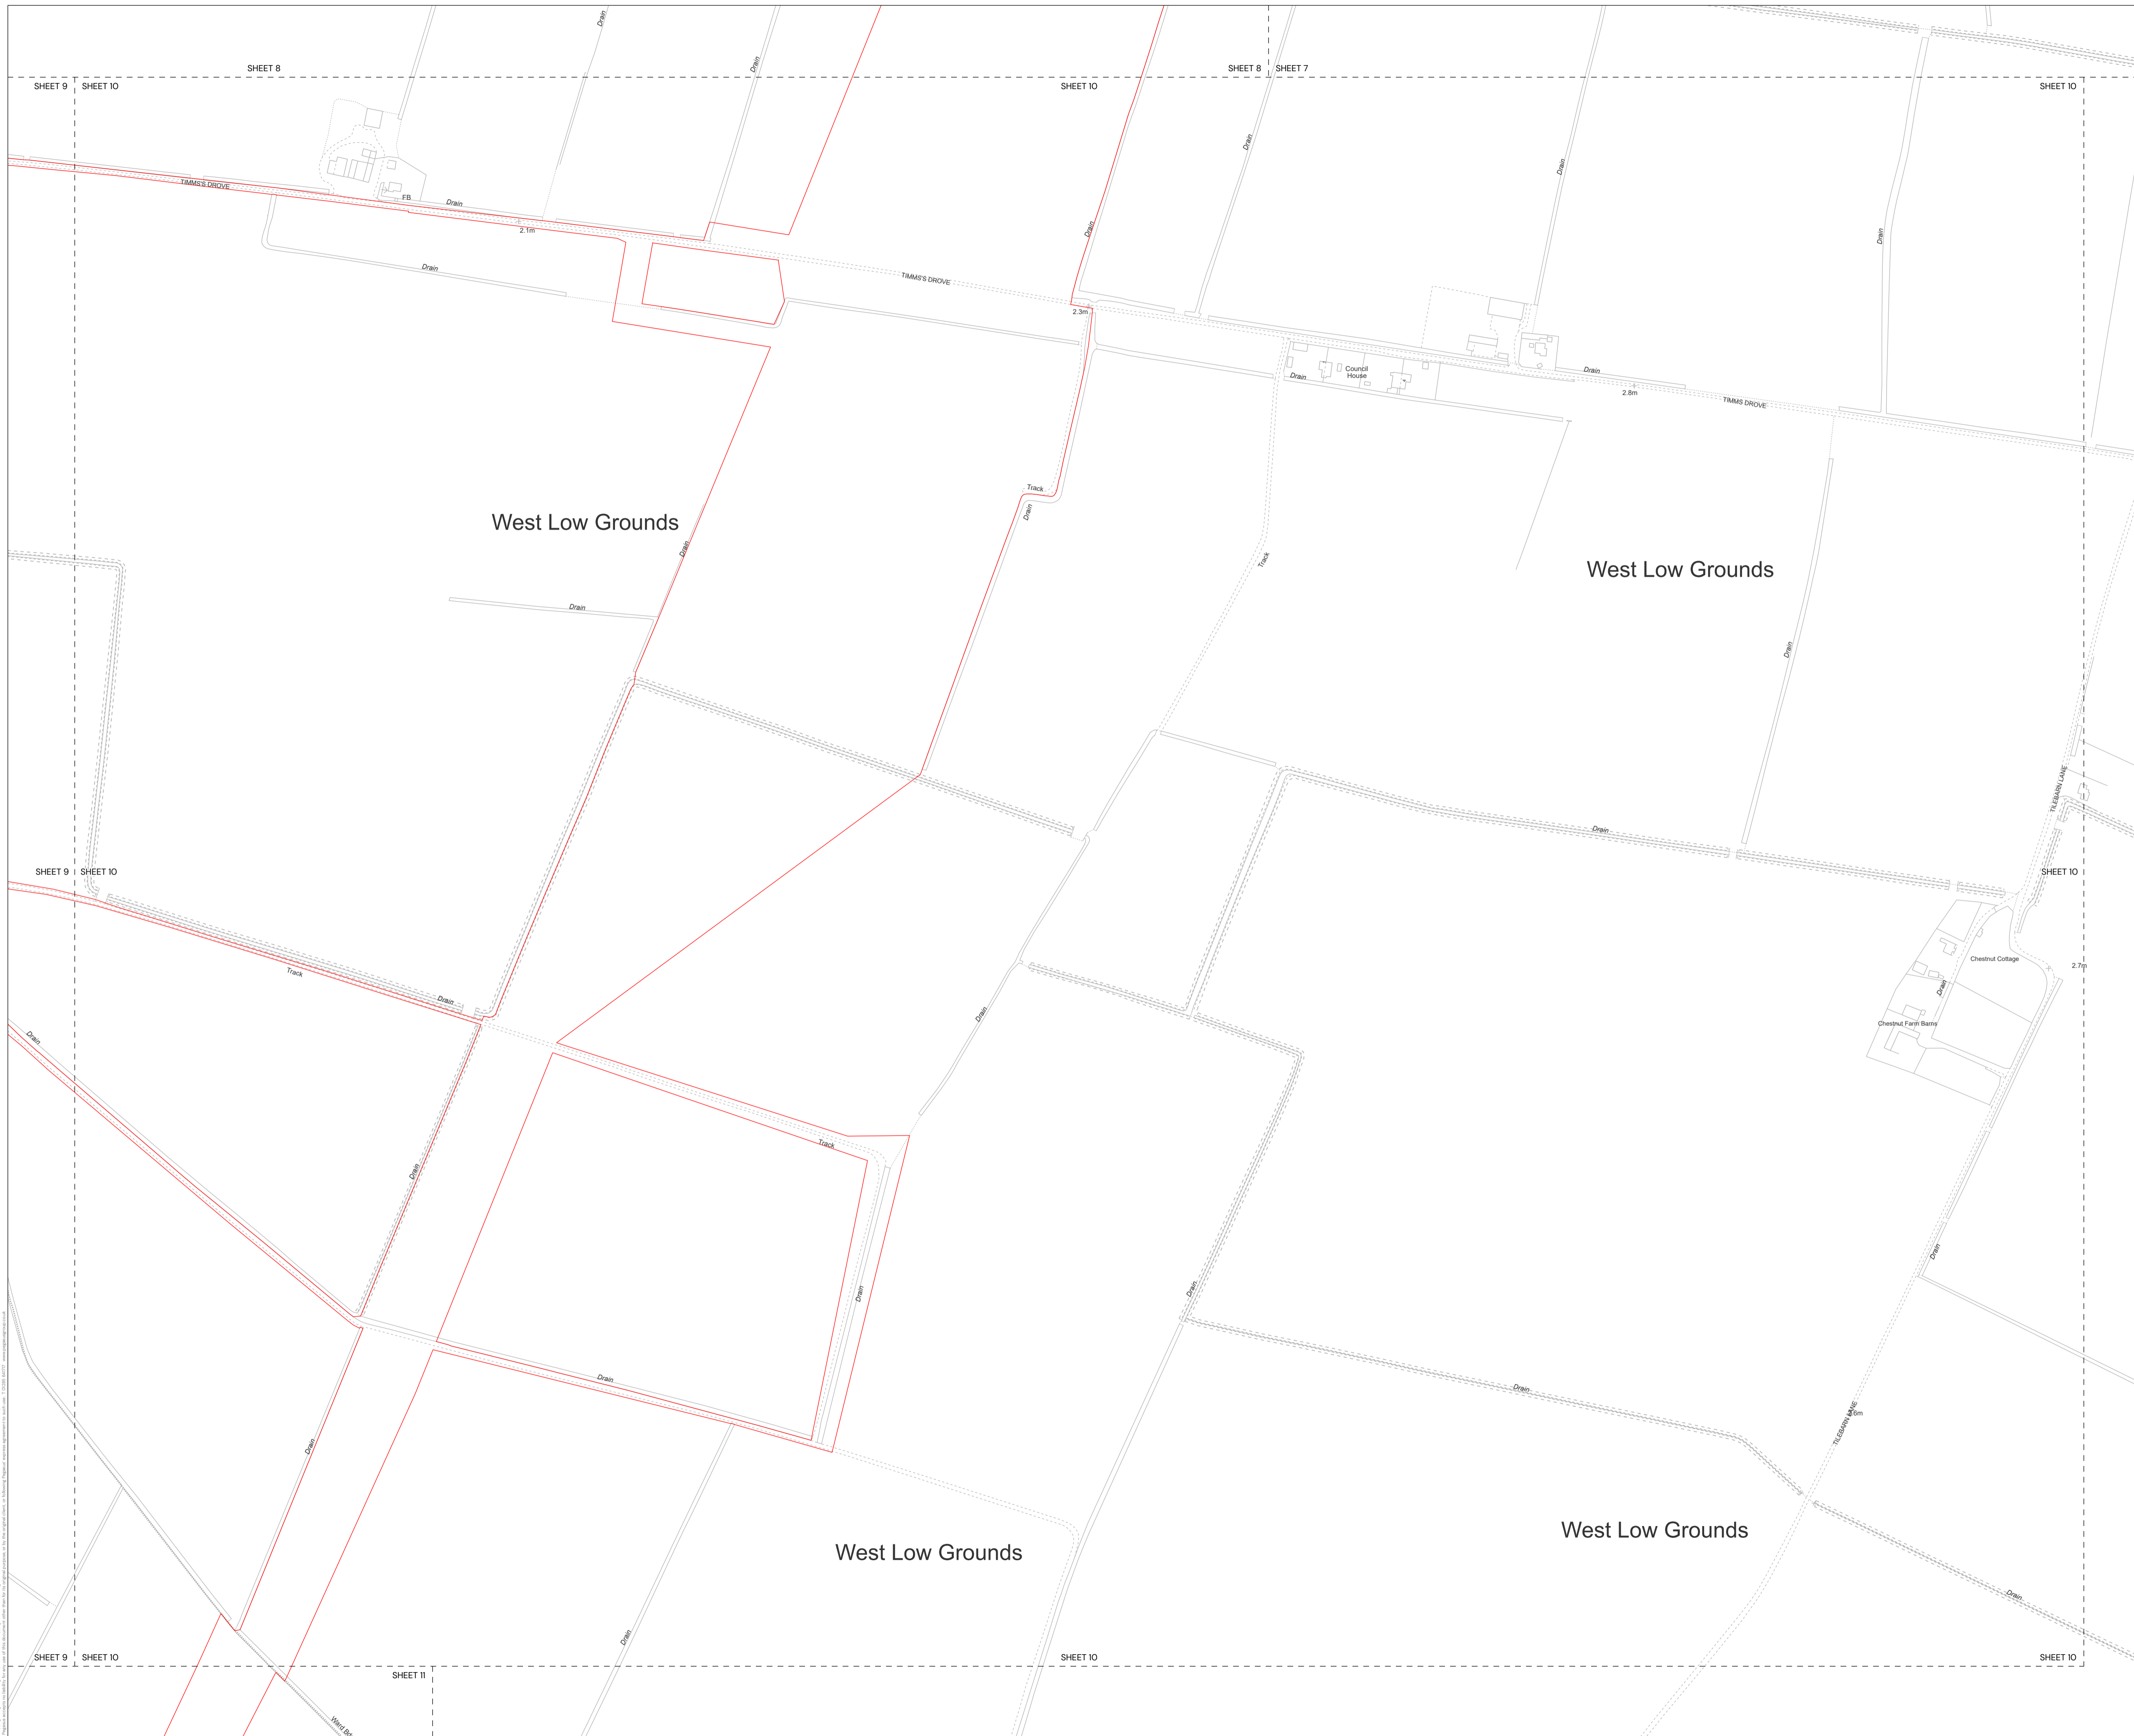 Drain
SHEET 8
Drain
SHEET 8
SHEET 7
SHEET 9
SHEET 10
SHEET 10
SHEET 10
Drain
Drain
TIMMS'S DROVE
FB
Drain
2.1m
Drain
Drain
Drain
TIMMS'S DROVE
2.3m
Council
House
Drain
Drain
2.8m
TIMMS DROVE
Track
Drain
West Low Grounds
Drain
Track
West Low Grounds
Drain
Drain
TILEBARN LANE
Drain
SHEET 9
SHEET 10
SHEET 10
Track
Drain
Chestnut Cottage
2.7m
Drain
Drain
Chestnut Farm Barns
Drain
Track
Drain
Drain
Drain
Drain
Drain
Drain
TILEBARN LANE
Drain
West Low Grounds
West Low Grounds
Drain
Drain
SHEET 9
SHEET 10
SHEET 10
SHEET 10
SHEET 11
Ward Bdy